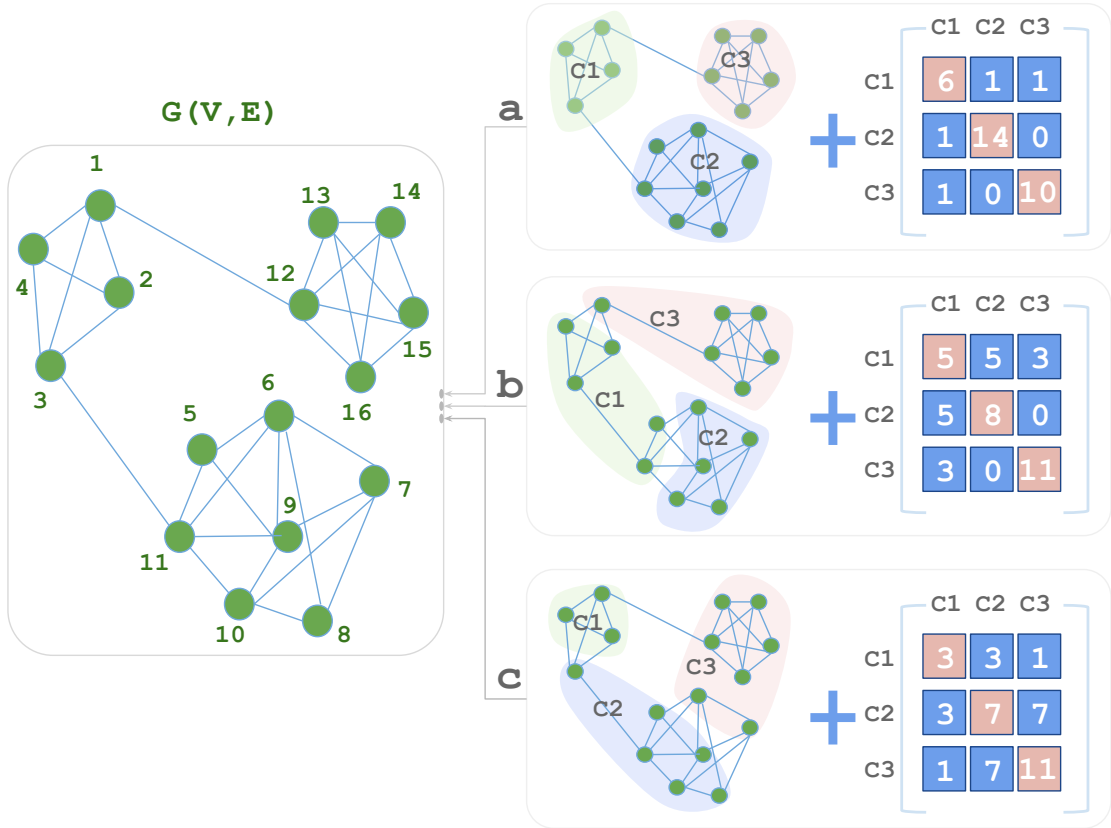 G(V,E)
1
13
14
4
2
12
15
3
16
6
5
7
9
11
10
8
a
C1
C3
C2
C1 C2 C3
C1 6 1 1
C2 1 14 0
C3 1 0 10
b
C3
C1
C2
C1 C2 C3
C1 5 5 3
C2 5 8 0
C3 3 0 11
c
C1
C3
C2
C1 C2 C3
C1 3 3 1
C2 3 7 7
C3 1 7 11